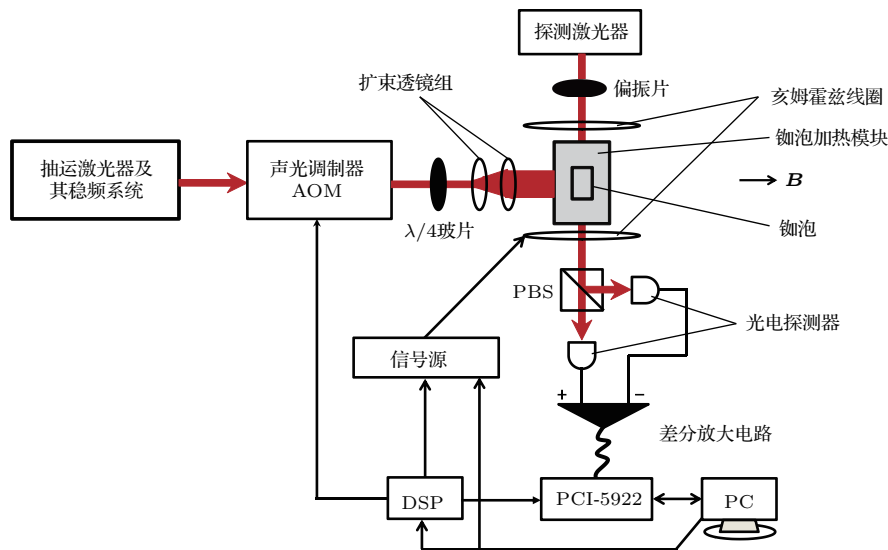 探测激光器
扩束透镜组
偏振片
亥姆霍兹线圈
铷泡加热模块
抽运激光器及
其稳频系统
声光调制器
AOM
B
λ/4玻片
铷泡
PBS
光电探测器
信号源
+
−
差分放大电路
DSP
PCI-5922
PC